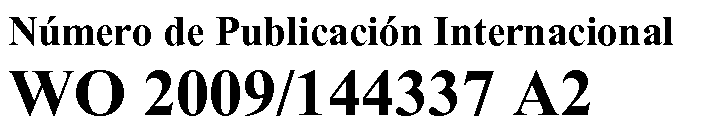 Número de Publicación Internacional
WO 2009/144337 A2